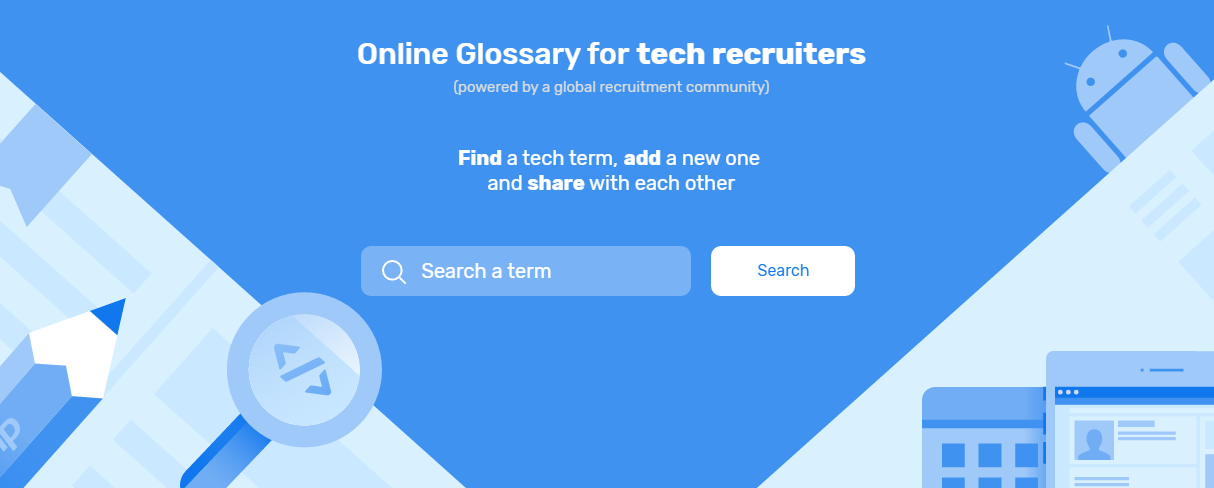 Online Glossary for tech recruiters
(powered by a global recruitment community)
Find a tech term, add a new one
and share with each other
Search a term
Search